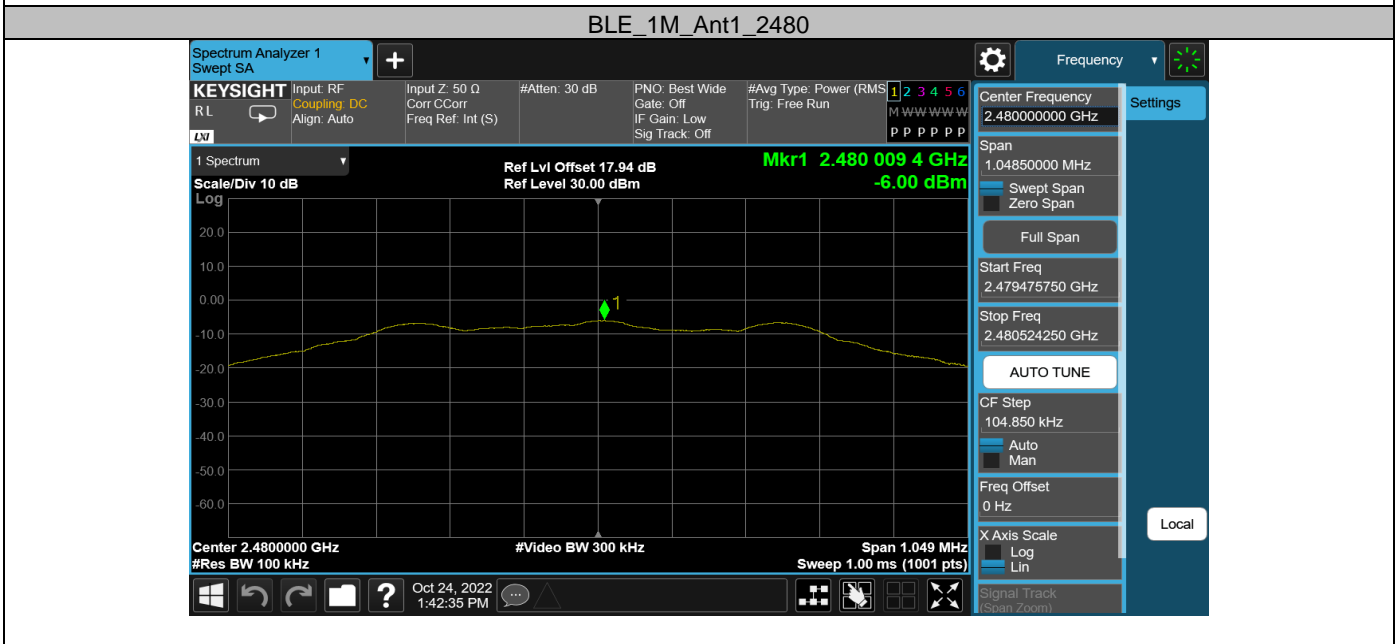 BLE_1M_Ant1_2480
Spectrum Analyzer 1
Swept SA
Frequency
KEYSIGHT
RL
LXI
Input: RF
Coupling: DC
Align: Auto
Input Z: 50 Ω
Corr CCorr
Freq Ref: Int (S)
#Atten: 30 dB
PNO: Best Wide
Gate: Off
IF Gain: Low
Sig Track: Off
#Avg Type: Power (RMS
Trig: Free Run
1 2 3 4 5 6
M W W W W W
P P P P P P
1 Spectrum
Scale/Div 10 dB
Ref Lvl Offset 17.94 dB
Ref Level 30.00 dBm
Mkr1 2.480 009 4 GHz
-6.00 dBm
Log
20.0
10.0
0.00
-10.0
-20.0
-30.0
-40.0
-50.0
-60.0
1
Center 2.4800000 GHz
#Res BW 100 kHz
#Video BW 300 kHz
Span 1.049 MHz
Sweep 1.00 ms (1001 pts)
Center Frequency
2.480000000 GHz
Settings
Span
1.04850000 MHz
Swept Span
Zero Span
Full Span
Start Freq
2.479475750 GHz
Stop Freq
2.480524250 GHz
AUTO TUNE
CF Step
104.850 kHz
Auto
Man
Freq Offset
0 Hz
X Axis Scale
Log
Lin
Local
Signal Track
(Span Zoom)
?
Oct 24, 2022
1:42:35 PM